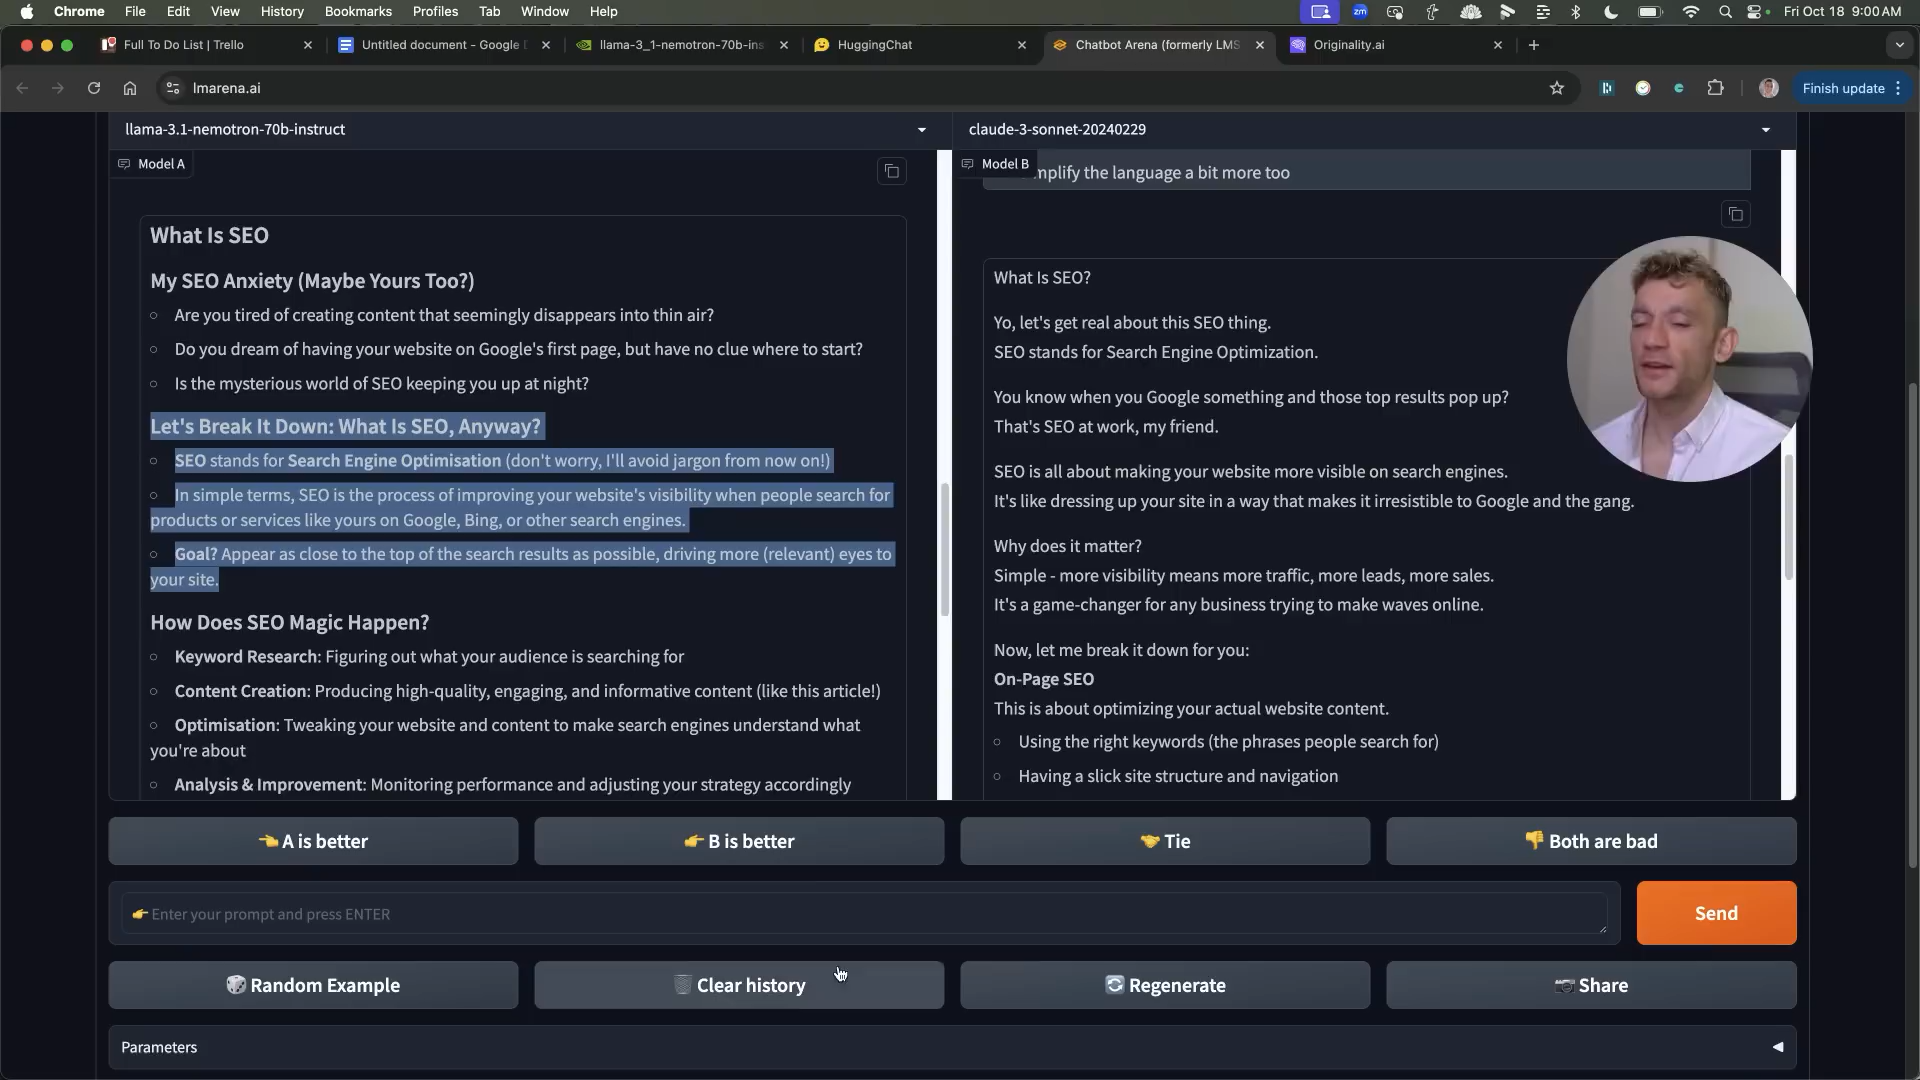 Chrome File Edit View History Bookmarks Profiles Tab Window Help
zm
Fri Oct 18 9:00 AM
Full To Do List | Trello
Untitled document - Google D
llama-3_1-nemotron-70b-ins
HuggingChat
Chatbot Arena (formerly LMS
Originality.ai
lmarena.ai
Finish update
llama-3.1-nemotron-70b-instruct
claude-3-sonnet-20240229
Model A
What Is SEO
My SEO Anxiety (Maybe Yours Too?)
Are you tired of creating content that seemingly disappears into thin air?
Do you dream of having your website on Google's first page, but have no clue where to start?
Is the mysterious world of SEO keeping you up at night?
Let's Break It Down: What Is SEO, Anyway?
SEO stands for Search Engine Optimisation (don't worry, I'll avoid jargon from now on!)
In simple terms, SEO is the process of improving your website's visibility when people search for
products or services like yours on Google, Bing, or other search engines.
Goal? Appear as close to the top of the search results as possible, driving more (relevant) eyes to
your site.
How Does SEO Magic Happen?
Keyword Research: Figuring out what your audience is searching for
Content Creation: Producing high-quality, engaging, and informative content (like this article!)
Optimisation: Tweaking your website and content to make search engines understand what
you're about
Analysis & Improvement: Monitoring performance and adjusting your strategy accordingly
Model B
mplify the language a bit more too
What Is SEO?
Yo, let's get real about this SEO thing.
SEO stands for Search Engine Optimization.
You know when you Google something and those top results pop up?
That's SEO at work, my friend.
SEO is all about making your website more visible on search engines.
It's like dressing up your site in a way that makes it irresistible to Google and the gang.
Why does it matter?
Simple - more visibility means more traffic, more leads, more sales.
It's a game-changer for any business trying to make waves online.
Now, let me break it down for you:
On-Page SEO
This is about optimizing your actual website content.
Using the right keywords (the phrases people search for)
Having a slick site structure and navigation
👈 A is better
👉 B is better
🤝 Tie
👎 Both are bad
👉 Enter your prompt and press ENTER
Send
🎲 Random Example
🗑️ Clear history
🔄 Regenerate
📷 Share
Parameters